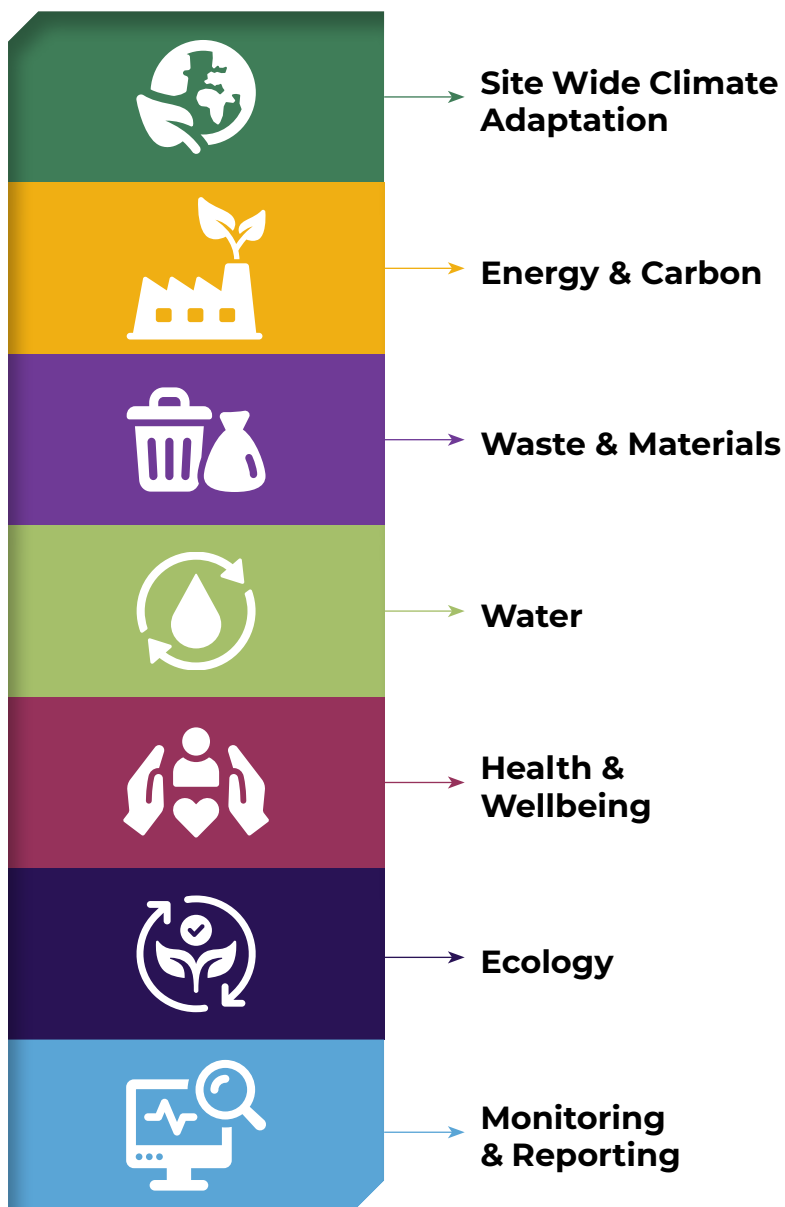 Site Wide Climate
Adaptation
Energy & Carbon
Waste & Materials
Water
Health &
Wellbeing
Ecology
Monitoring
& Reporting